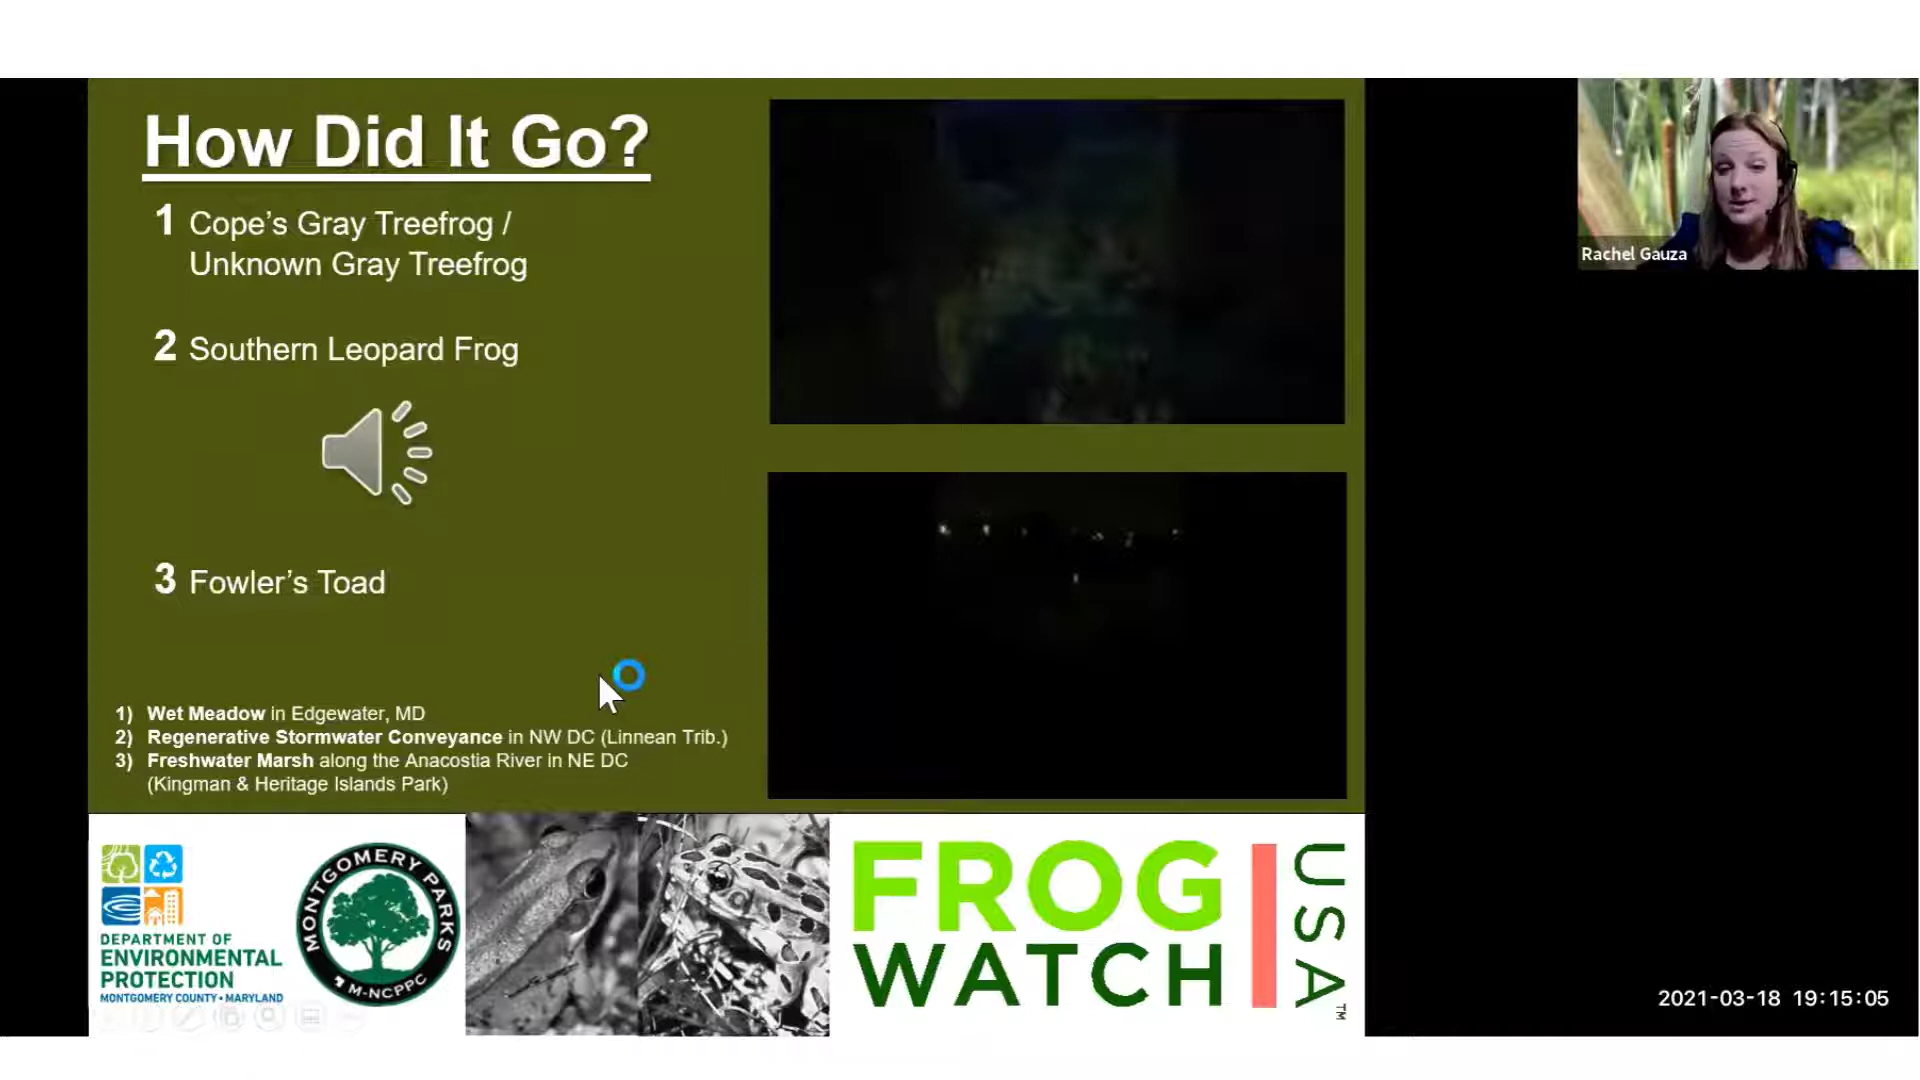 How Did It Go?
1 Cope's Gray Treefrog /
Unknown Gray Treefrog
2 Southern Leopard Frog
3 Fowler's Toad
1) Wet Meadow in Edgewater, MD
2) Regenerative Stormwater Conveyance in NW DC (Linnean Trib.)
3) Freshwater Marsh along the Anacostia River in NE DC
(Kingman & Heritage Islands Park)
DEPARTMENT OF
ENVIRONMENTAL
PROTECTION
MONTGOMERY COUNTY • MARYLAND
MONTGOMERY PARKS
M-NCPPC
FROG
WATCH
USA
TM
Rachel Gauza
2021-03-18 19:15:05